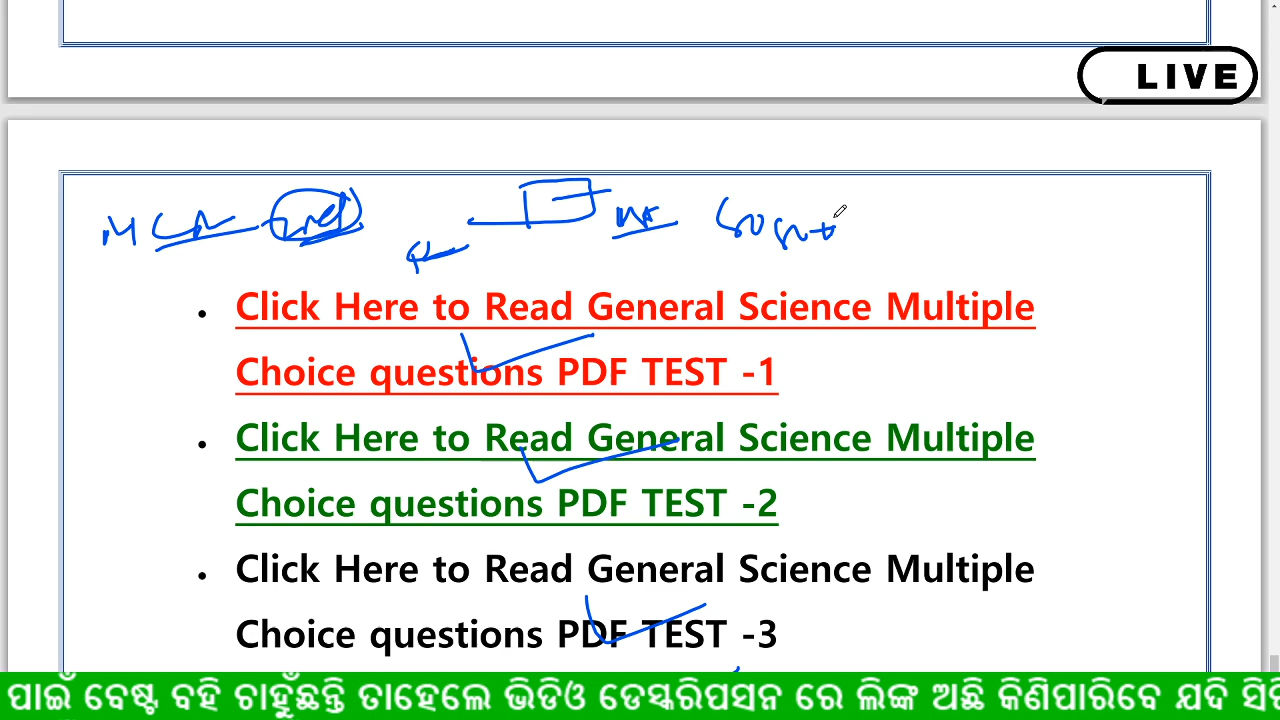 LIVE
Click Here to Read General Science Multiple
Choice questions PDF TEST -1
Click Here to Read General Science Multiple
Choice questions PDF TEST -2
Click Here to Read General Science Multiple
Choice questions PDF TEST -3
ପାଇଁ ବେଷ୍ଟ ବହି ଚାହୁଁଛନ୍ତି ତାହେଲେ ଭିଡିଓ ଡେସ୍କରିପସନ ରେ ଲିଙ୍କ ଅଛି କିଣିପାରିବେ ଯଦି